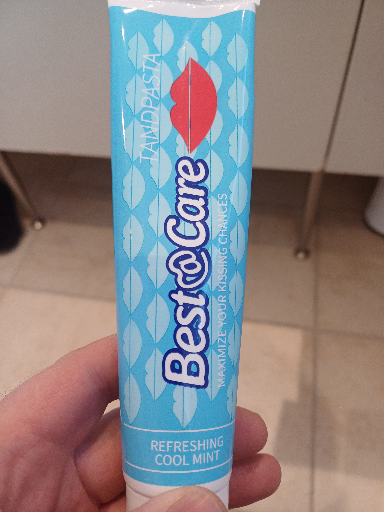 TANDPASTA
Best Care
MAXIMIZE YOUR KISSING CHANCES
REFRESHING
COOL MINT